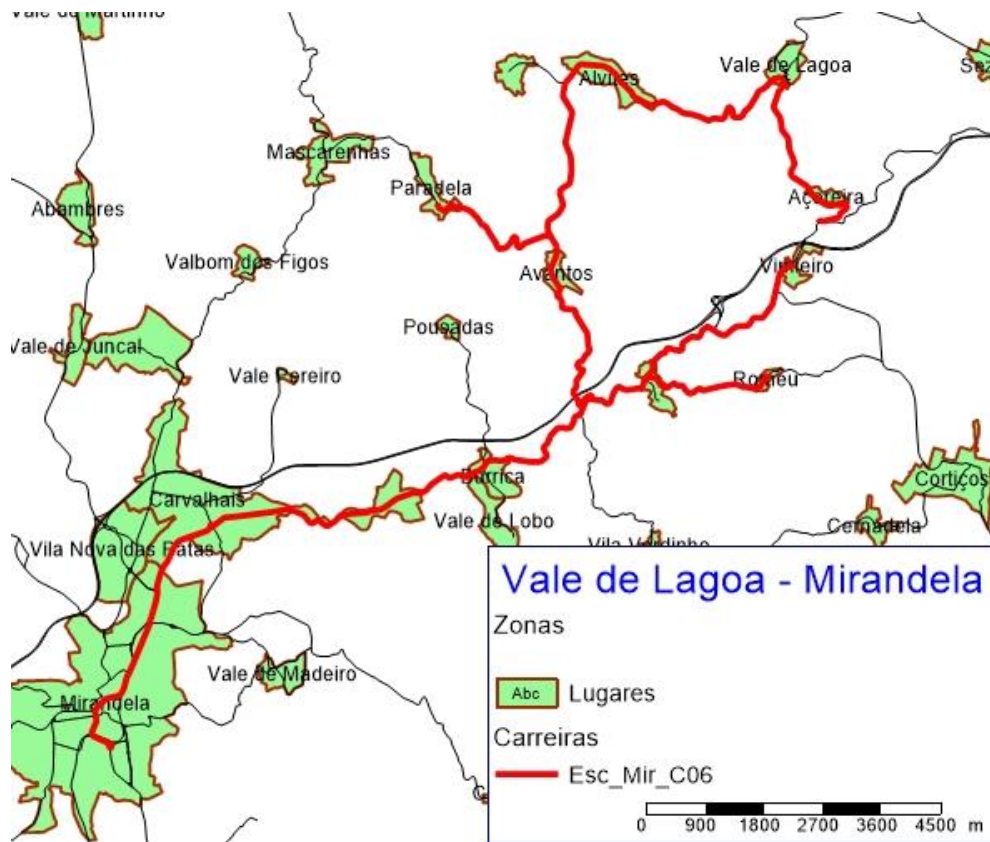 Vale de Martinho
Alvites
Vale de Lagoa
Mascarenhas
Paradela
Açoreira
Abambres
Valbom dos Figos
Avantos
Vimieiro
Vale de Juncal
Pousadas
Vale Pereiro
Romeu
Carvalhais
Vale de Lobo
Cortiços
Cernadela
Vila Nova das Patas
Vila Verdinho
Vale de Madeiro
Mirandela
Vale de Lagoa - Mirandela
Zonas
Abc Lugares
Carreiras
Esc_Mir_C06
0 900 1800 2700 3600 4500 m